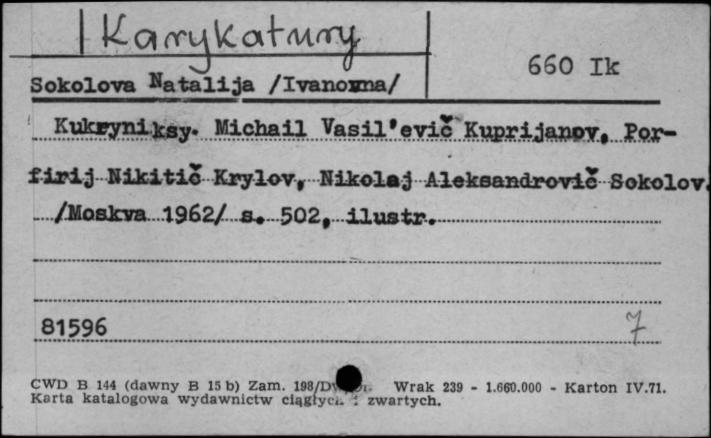 Karykatury
660 Ik
Sokolova Natalija /Ivanovna/
Kukryniksy. Michail Vasil'evič Kuprijanov, Por-
firij Nikitič Krylov, Nikolaj Aleksandrovič Sokolov.
/Moskva 1962/ s. 502, ilustr.
81596
7
CWD B 144 (dawny B 15 b) Zam. 198/ Wrak 239 - 1.660.000 - Karton IV.71.
Karta katalogowa wydawnictw ciągłych i zwartych.